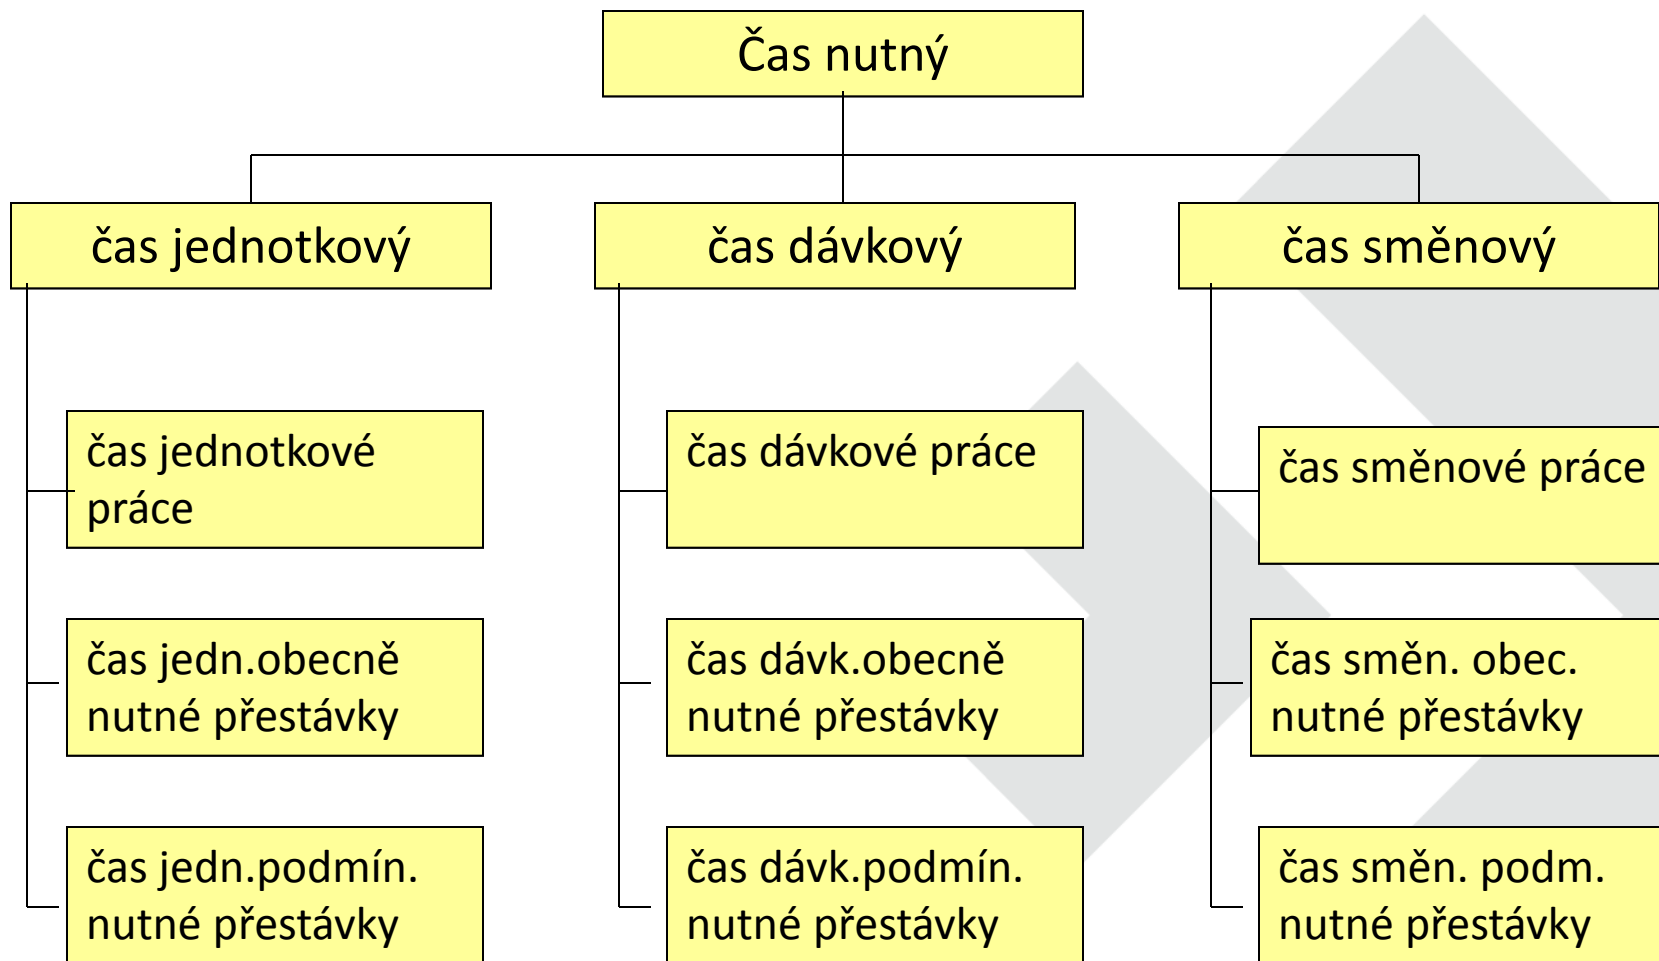 Čas nutný
čas jednotkový
čas dávkový
čas směnový
čas jednotkové
práce
čas dávkové práce
čas směnové práce
čas jedn.obecně
nutné přestávky
čas dávk.obecně
nutné přestávky
čas směn. obec.
nutné přestávky
čas jedn.podmín.
nutné přestávky
čas dávk.podmín.
nutné přestávky
čas směn. podm.
nutné přestávky